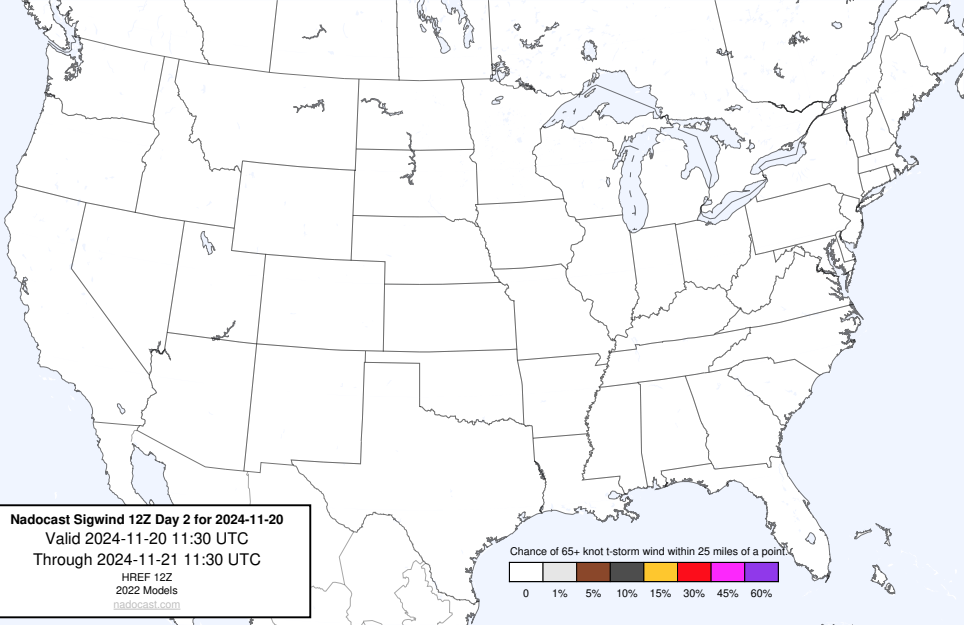 Nadocast Sigwind 12Z Day 2 for 2024-11-20
Valid 2024-11-20 11:30 UTC
Through 2024-11-21 11:30 UTC
HREF 12Z
2022 Models
nadocast.com
Chance of 65+ knot t-storm wind within 25 miles of a point.
0 1% 5% 10% 15% 30% 45% 60%